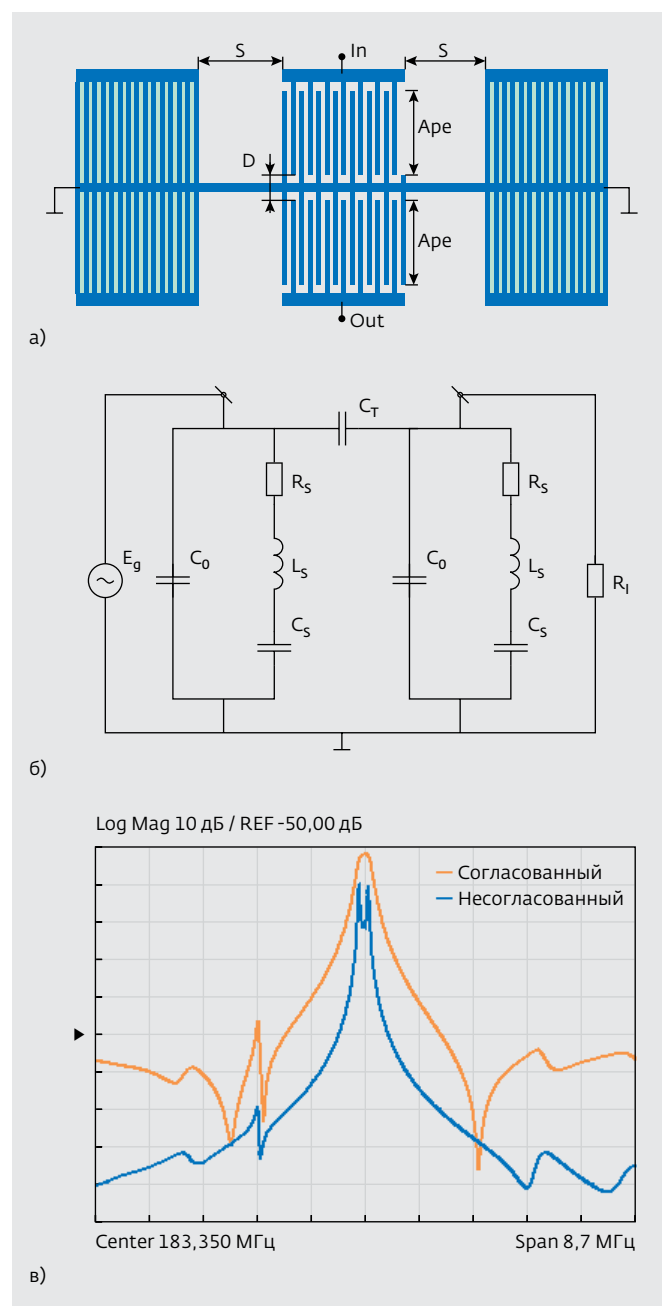 S
In
S
Ape
D
Ape
Out
а)
C_T
R_S
R_S
E_g
C_0
L_S
C_0
L_S
R_I
C_S
C_S
б)
Log Mag 10 дБ / REF -50,00 дБ
Согласованный
Несогласованный
Center 183,350 МГц
Span 8,7 МГц
в)